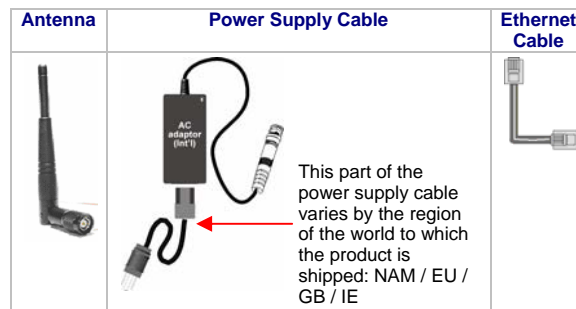 Antenna
Power Supply Cable
Ethernet
Cable
AC
adaptor
(Int'l)
This part of the
power supply cable
varies by the region
of the world to which
the product is
shipped: NAM / EU /
GB / IE